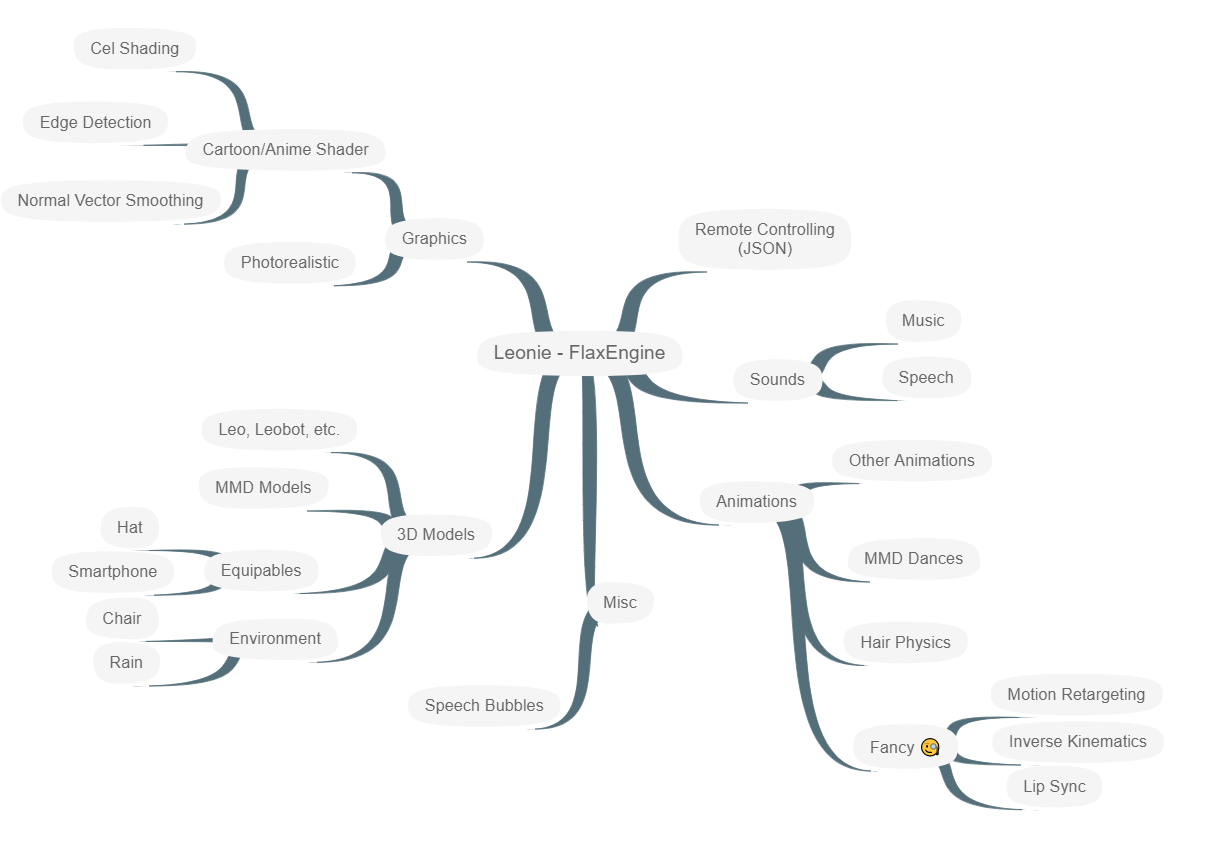 Cel Shading
Edge Detection
Cartoon/Anime Shader
Normal Vector Smoothing
Graphics
Photorealistic
Remote Controlling
(JSON)
Music
Leonie - FlaxEngine
Sounds
Speech
Leo, Leobot, etc.
MMD Models
3D Models
Hat
Smartphone
Equipables
Chair
Environment
Rain
Misc
Speech Bubbles
Other Animations
Animations
MMD Dances
Hair Physics
Motion Retargeting
Fancy 🧐
Inverse Kinematics
Lip Sync